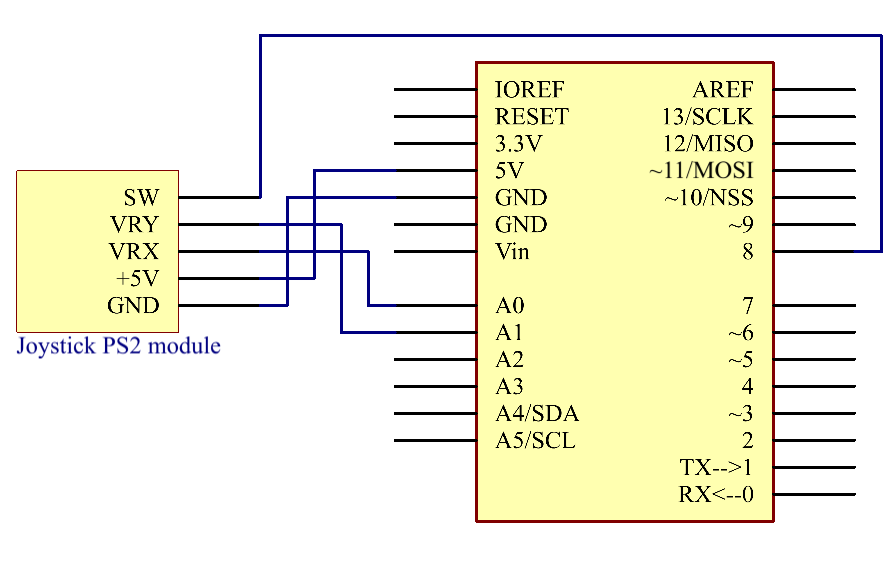 SW
VRY
VRX
+5V
GND
Joystick PS2 module
IOREF
RESET
3.3V
5V
GND
GND
Vin
A0
A1
A2
A3
A4/SDA
A5/SCL
AREF
13/SCLK
12/MISO
~11/MOSI
~10/NSS
~9
8
7
~6
~5
4
~3
2
TX-->1
RX<--0